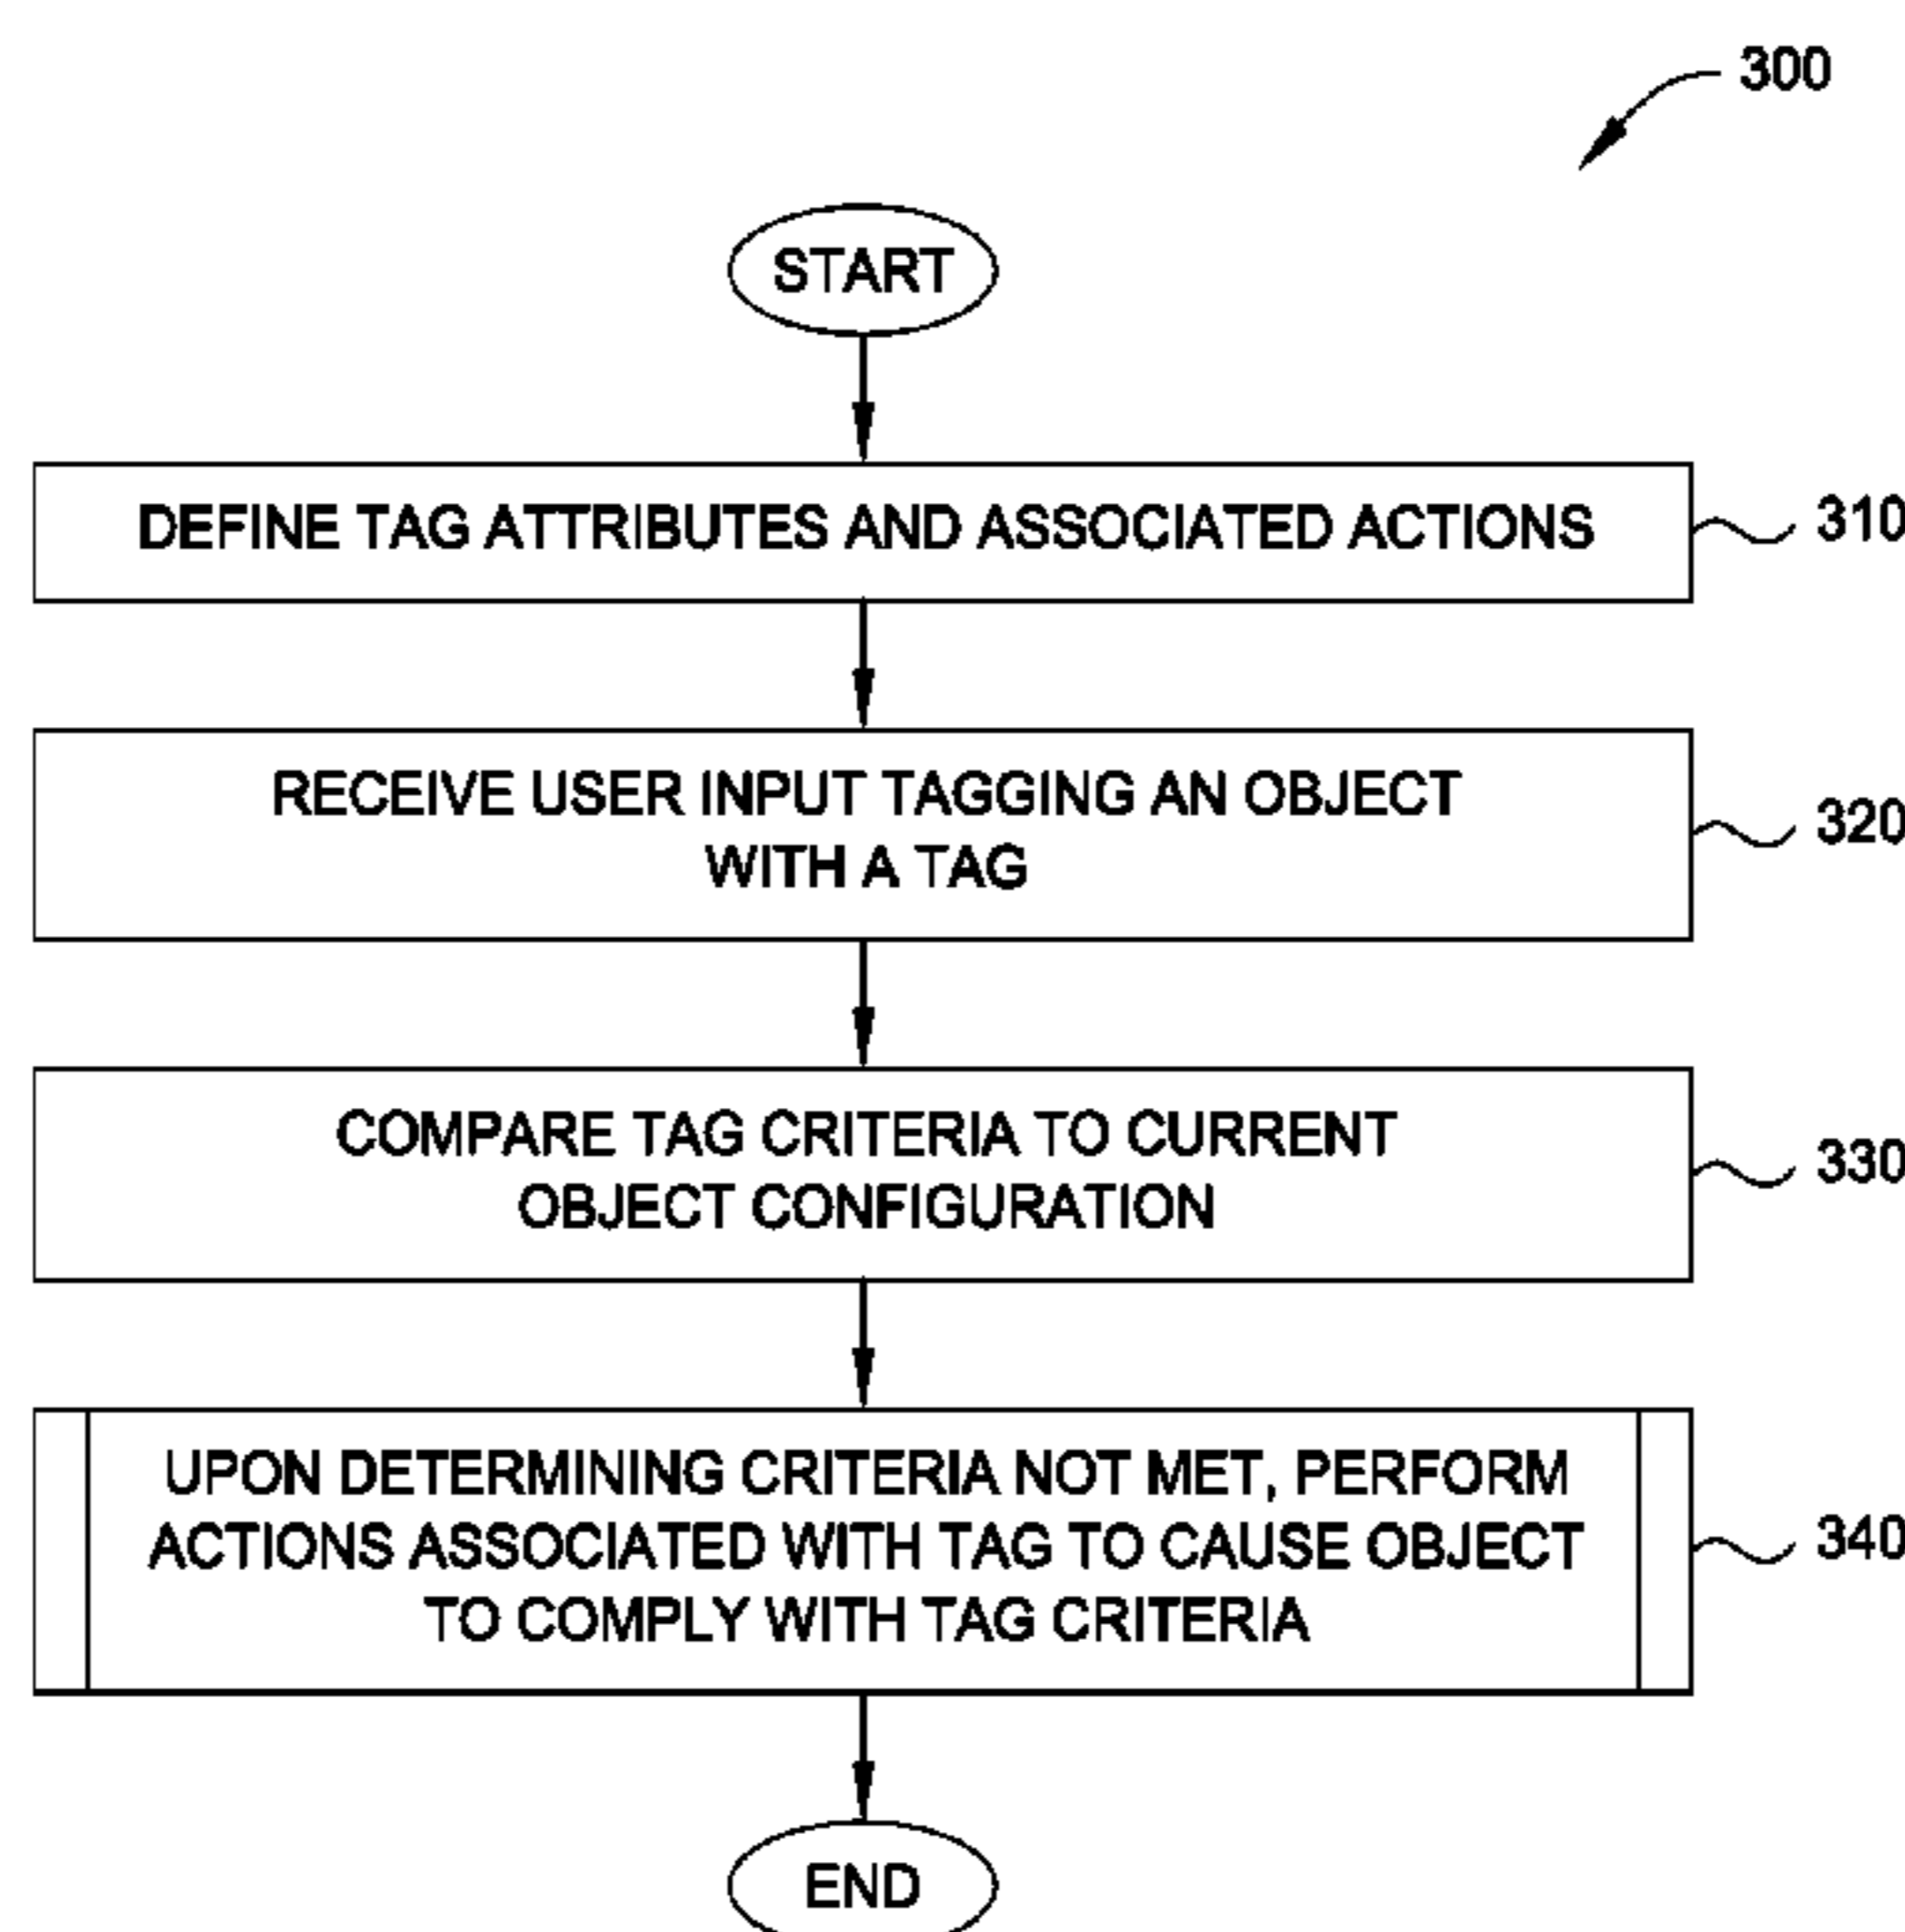 300
START
DEFINE TAG ATTRIBUTES AND ASSOCIATED ACTIONS
310
RECEIVE USER INPUT TAGGING AN OBJECT
WITH A TAG
320
COMPARE TAG CRITERIA TO CURRENT
OBJECT CONFIGURATION
330
UPON DETERMINING CRITERIA NOT MET, PERFORM
ACTIONS ASSOCIATED WITH TAG TO CAUSE OBJECT
TO COMPLY WITH TAG CRITERIA
340
END